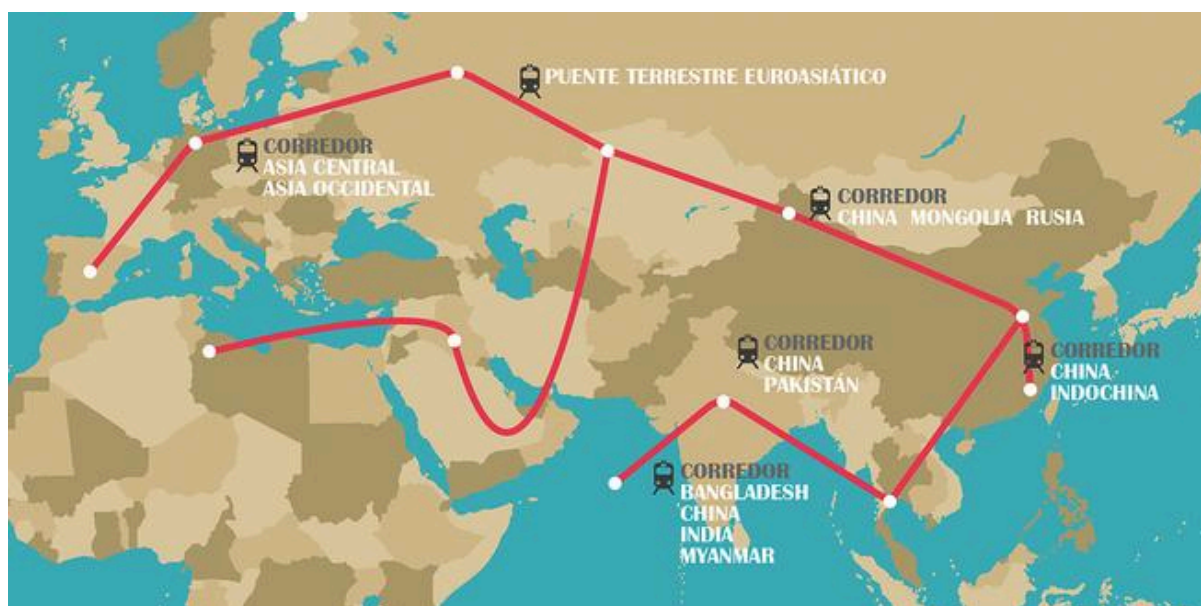 PUENTE TERRESTRE EUROASIÁTICO
CORREDOR
ASIA CENTRAL
ASIA OCCIDENTAL
CORREDOR
CHINA MONGOLIA RUSIA
CORREDOR
CHINA
PAKISTÁN
CORREDOR
CHINA-
INDOCHINA
CORREDOR
BANGLADESH
CHINA
INDIA
MYANMAR